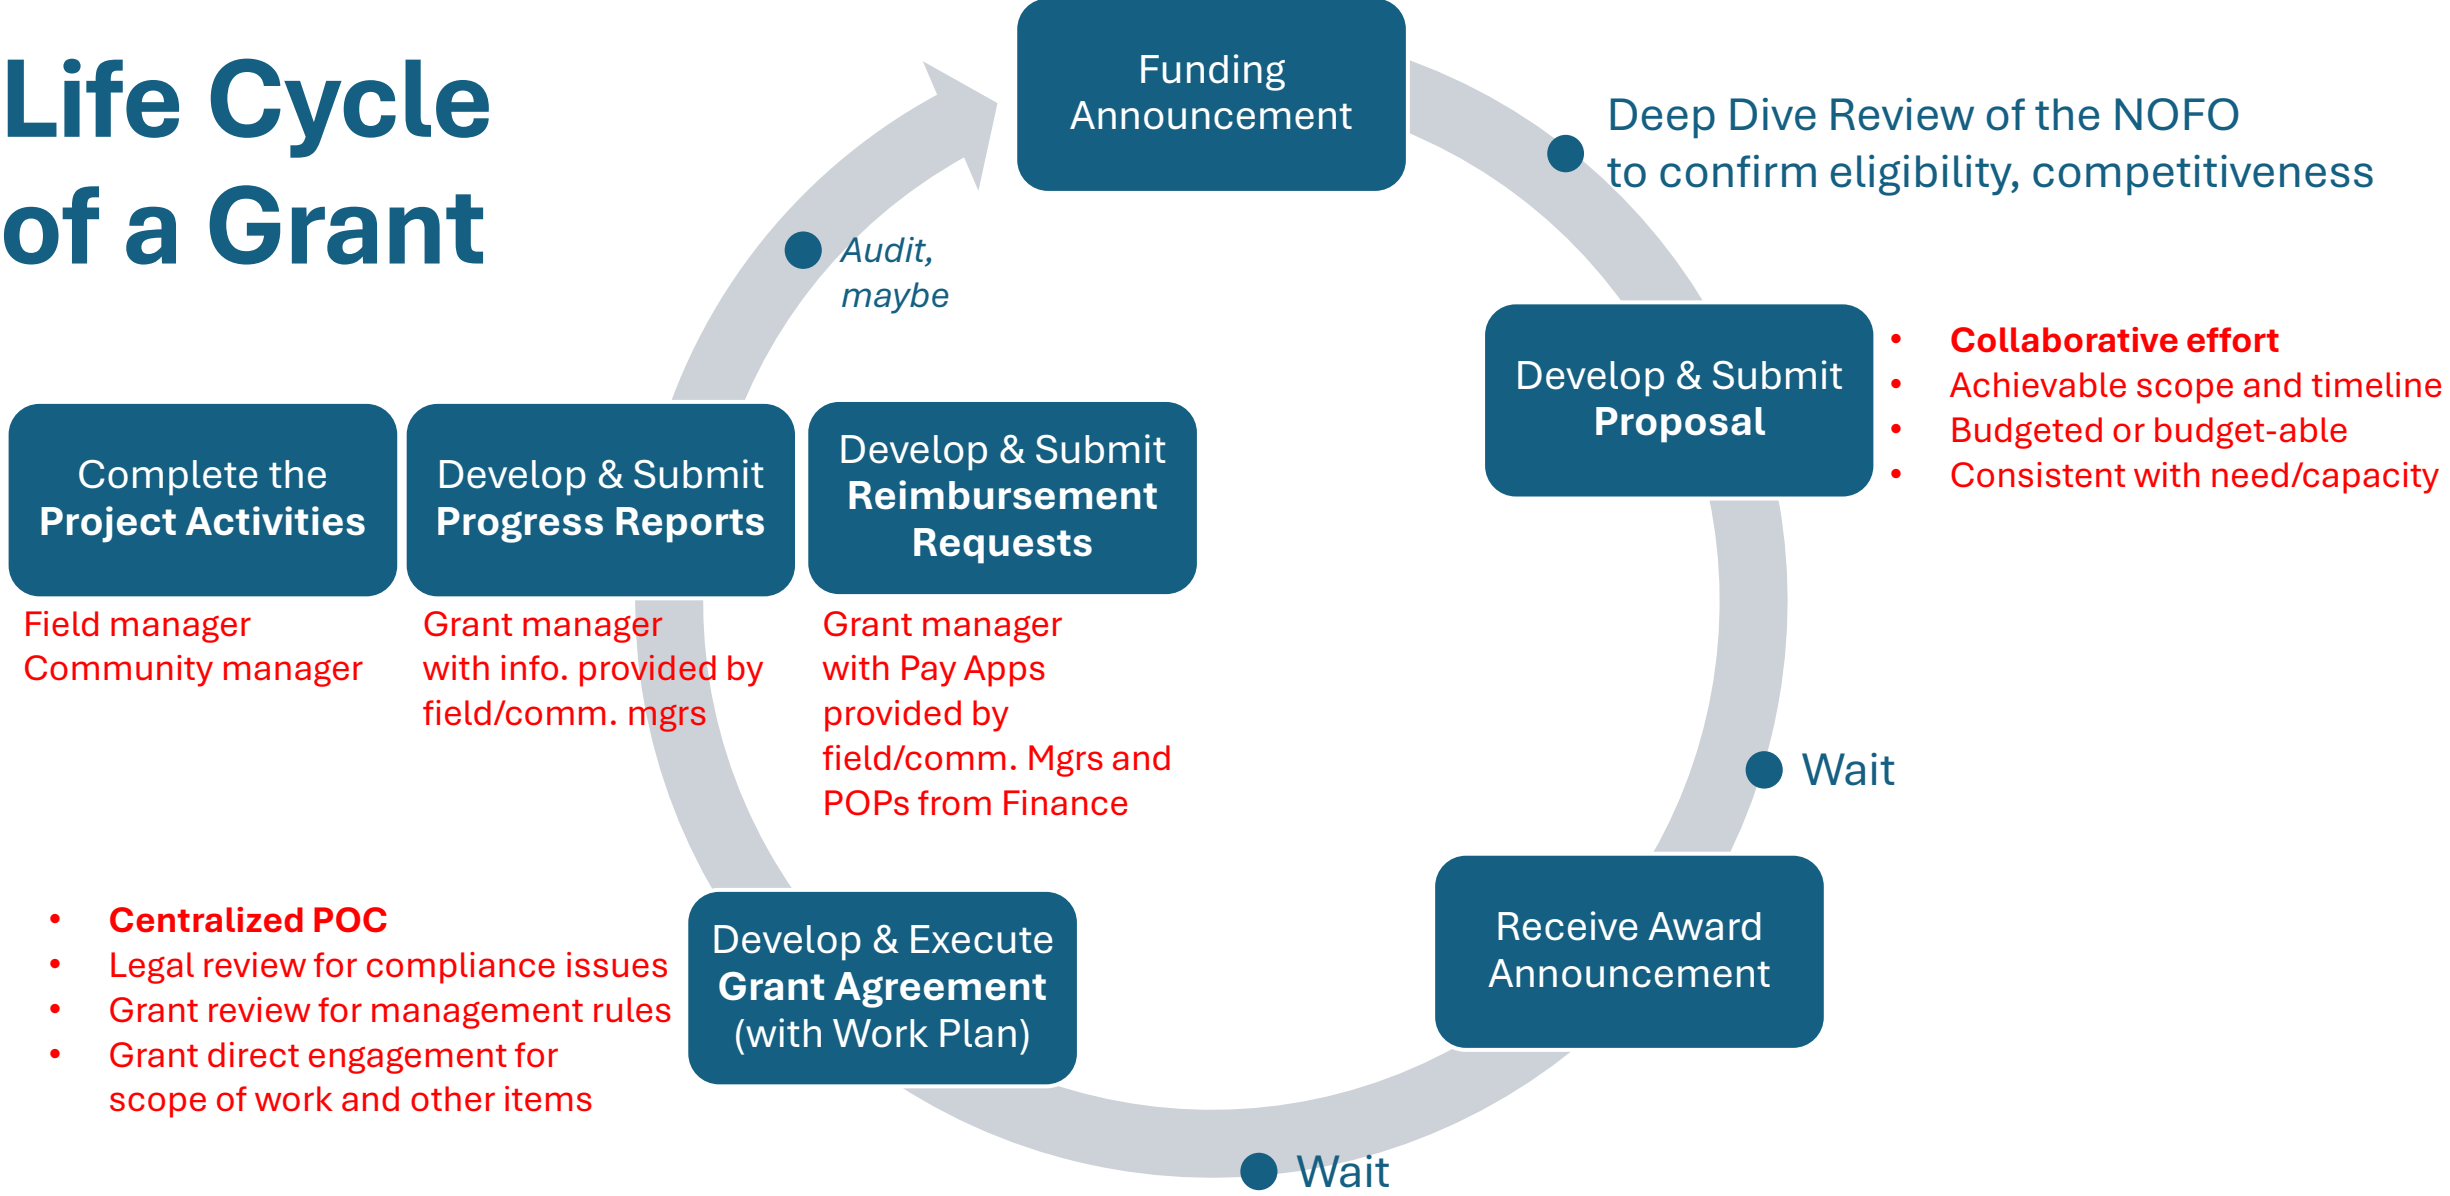 Life Cycle
of a Grant
Funding
Announcement
Deep Dive Review of the NOFO
to confirm eligibility, competitiveness
Develop & Submit
Proposal
• Collaborative effort
• Achievable scope and timeline
• Budgeted or budget-able
• Consistent with need/capacity
Wait
Receive Award
Announcement
Wait
Develop & Execute
Grant Agreement
(with Work Plan)
• Centralized POC
• Legal review for compliance issues
• Grant review for management rules
• Grant direct engagement for
scope of work and other items
Complete the
Project Activities
Field manager
Community manager
Develop & Submit
Progress Reports
Grant manager
with info. provided by
field/comm. mgrs
Develop & Submit
Reimbursement
Requests
Grant manager
with Pay Apps
provided by
field/comm. Mgrs and
POPs from Finance
Audit,
maybe